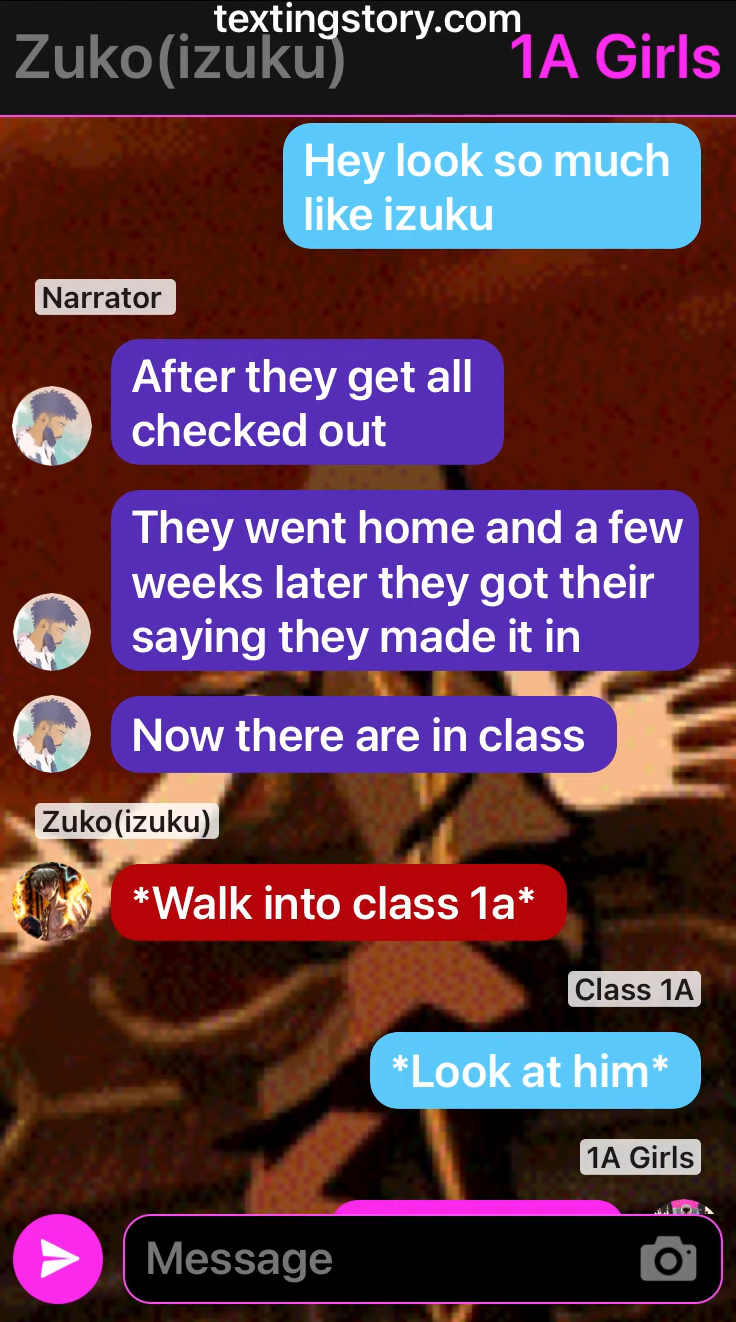 textingstory.com
Zuko(izuku)
1A Girls
Hey look so much
like izuku
Narrator
After they get all
checked out
They went home and a few
weeks later they got their
saying they made it in
Now there are in class
Zuko(izuku)
*Walk into class 1a*
Class 1A
*Look at him*
1A Girls
Message